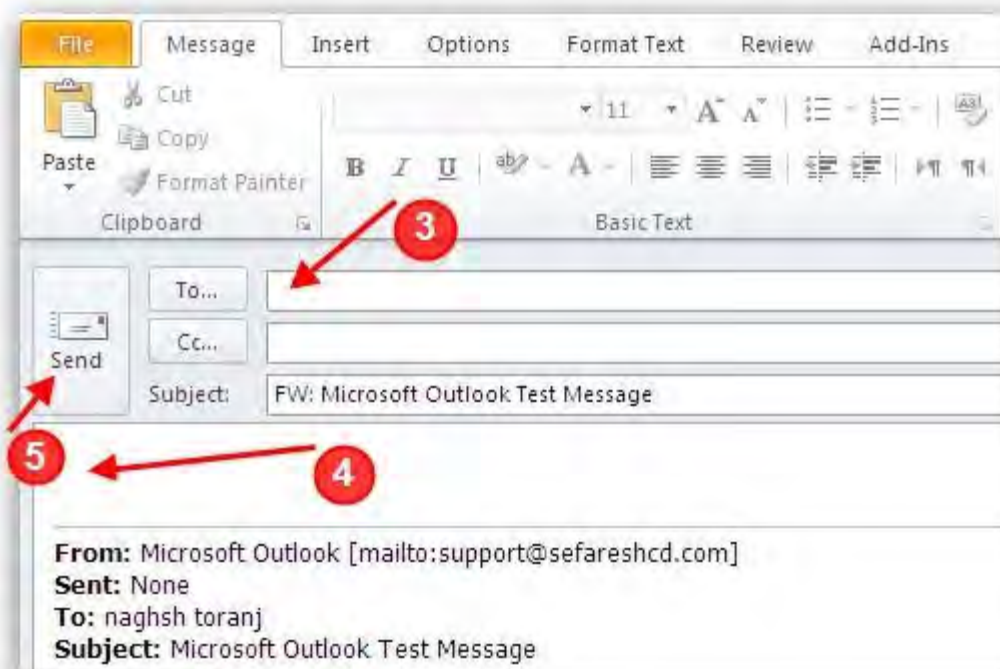 File Message Insert Options Format Text Review Add-Ins
Cut
Copy
Paste
Format Painter
11
B I U
Clipboard
Basic Text
3
To...
Cc...
Send
Subject: FW: Microsoft Outlook Test Message
5
4
From: Microsoft Outlook [mailto:support@sefareshcd.com]
Sent: None
To: naghsh toranj
Subject: Microsoft Outlook Test Message